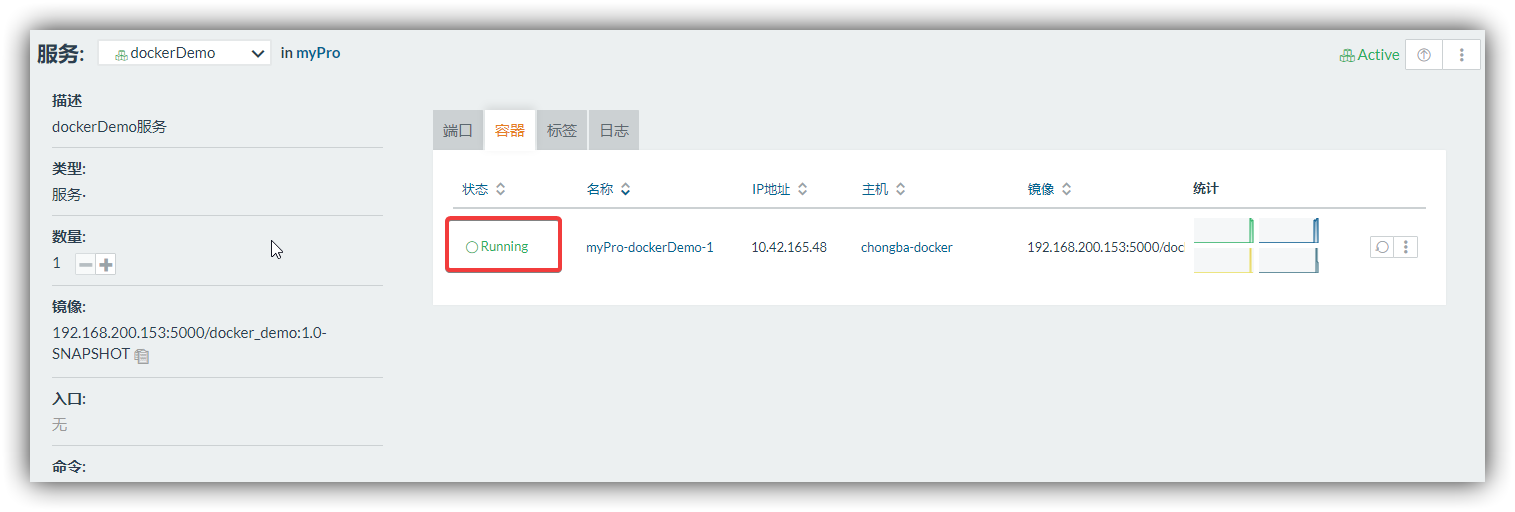 服务: dockerDemo in myPro Active
描述
dockerDemo服务
类型:
服务·
数量:
1
镜像:
192.168.200.153:5000/docker_demo:1.0-
SNAPSHOT
入口:
无
命令:
端口 容器 标签 日志
状态 名称 IP地址 主机 镜像 统计
Running myPro-dockerDemo-1 10.42.165.48 chongba-docker 192.168.200.153:5000/doc